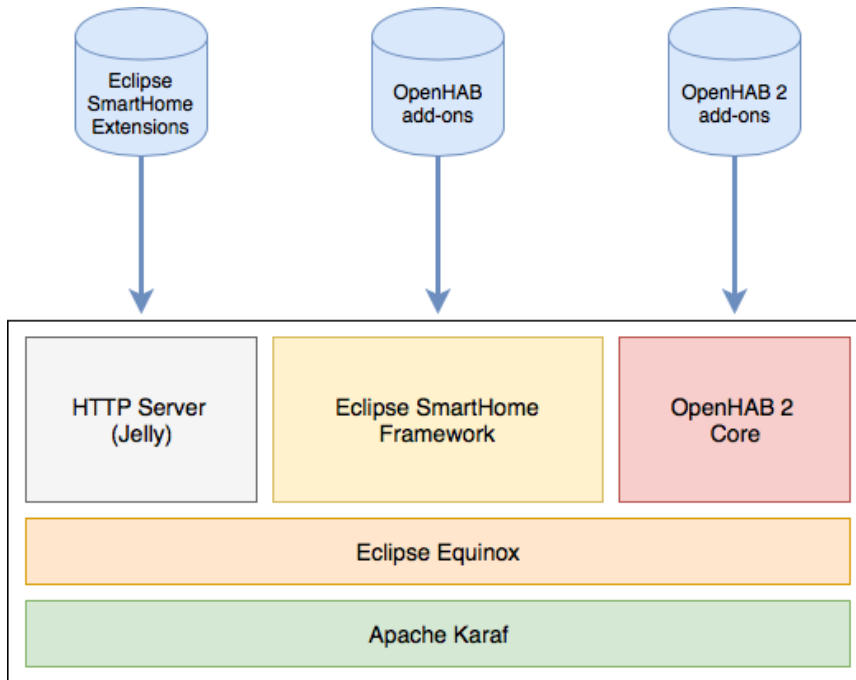 Eclipse
SmartHome
Extensions
OpenHAB
add-ons
OpenHAB 2
add-ons
HTTP Server
(Jelly)
Eclipse SmartHome
Framework
OpenHAB 2
Core
Eclipse Equinox
Apache Karaf